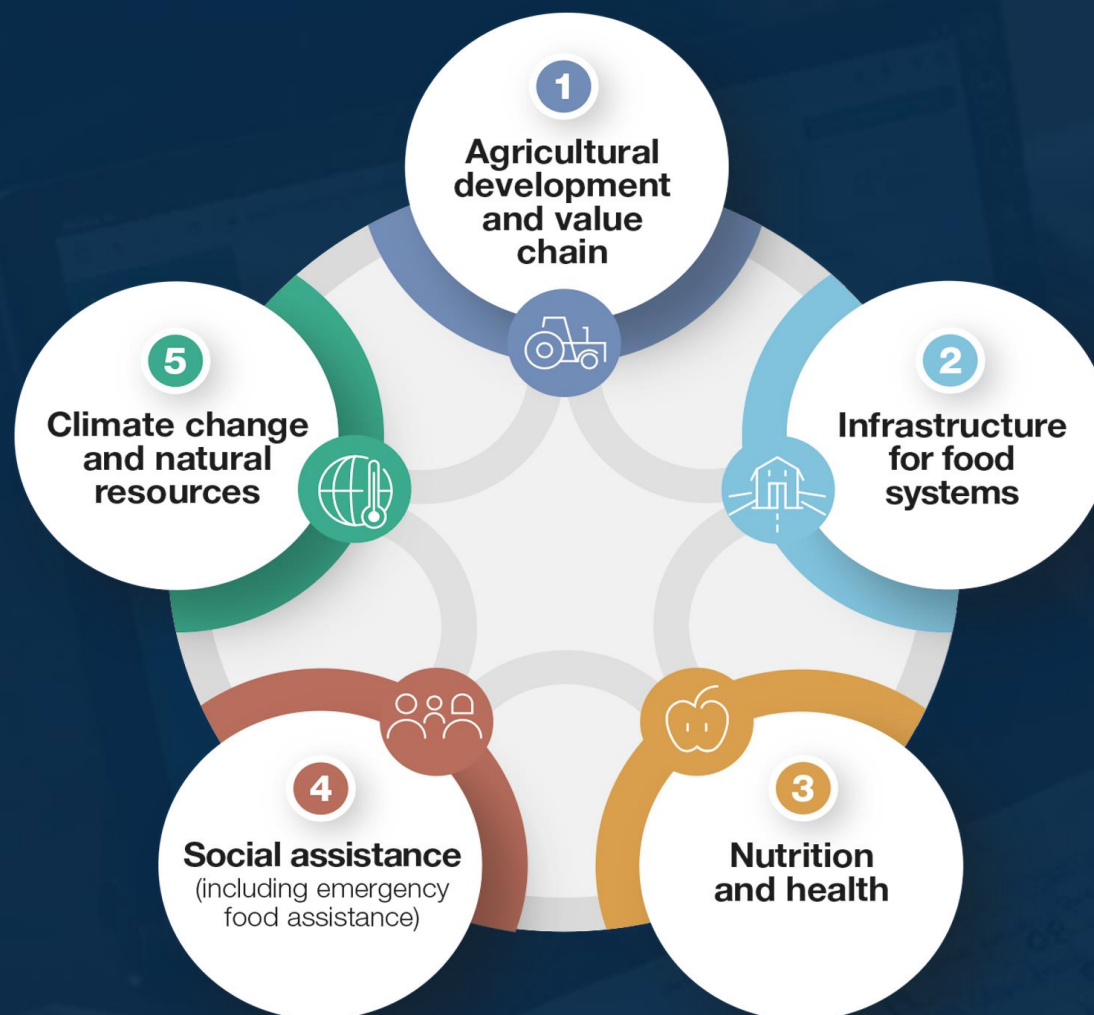 1
Agricultural
development
and value
chain
2
Infrastructure
for food
systems
3
Nutrition
and health
4
Social assistance
(including emergency
food assistance)
5
Climate change
and natural
resources